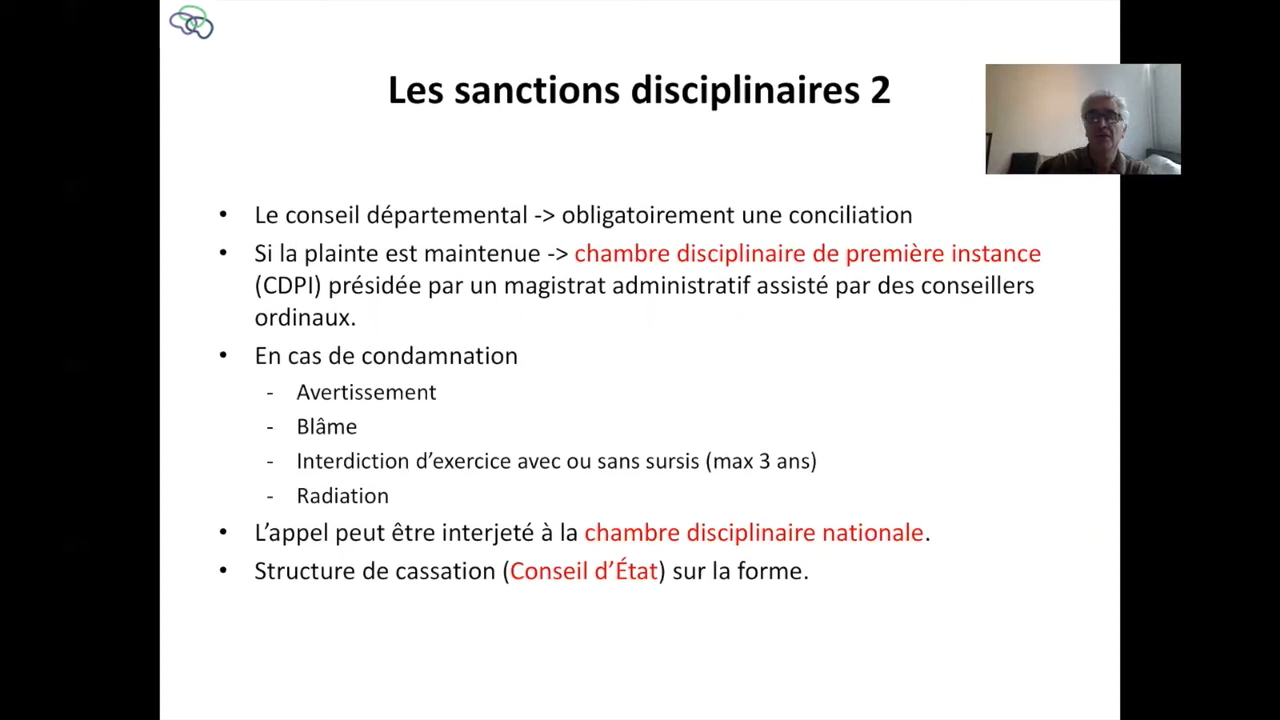 Les sanctions disciplinaires 2
• Le conseil départemental -> obligatoirement une conciliation
• Si la plainte est maintenue -> chambre disciplinaire de première instance
(CDPI) présidée par un magistrat administratif assisté par des conseillers
ordinaux.
• En cas de condamnation
- Avertissement
- Blâme
- Interdiction d’exercice avec ou sans sursis (max 3 ans)
- Radiation
• L’appel peut être interjeté à la chambre disciplinaire nationale.
• Structure de cassation (Conseil d’État) sur la forme.